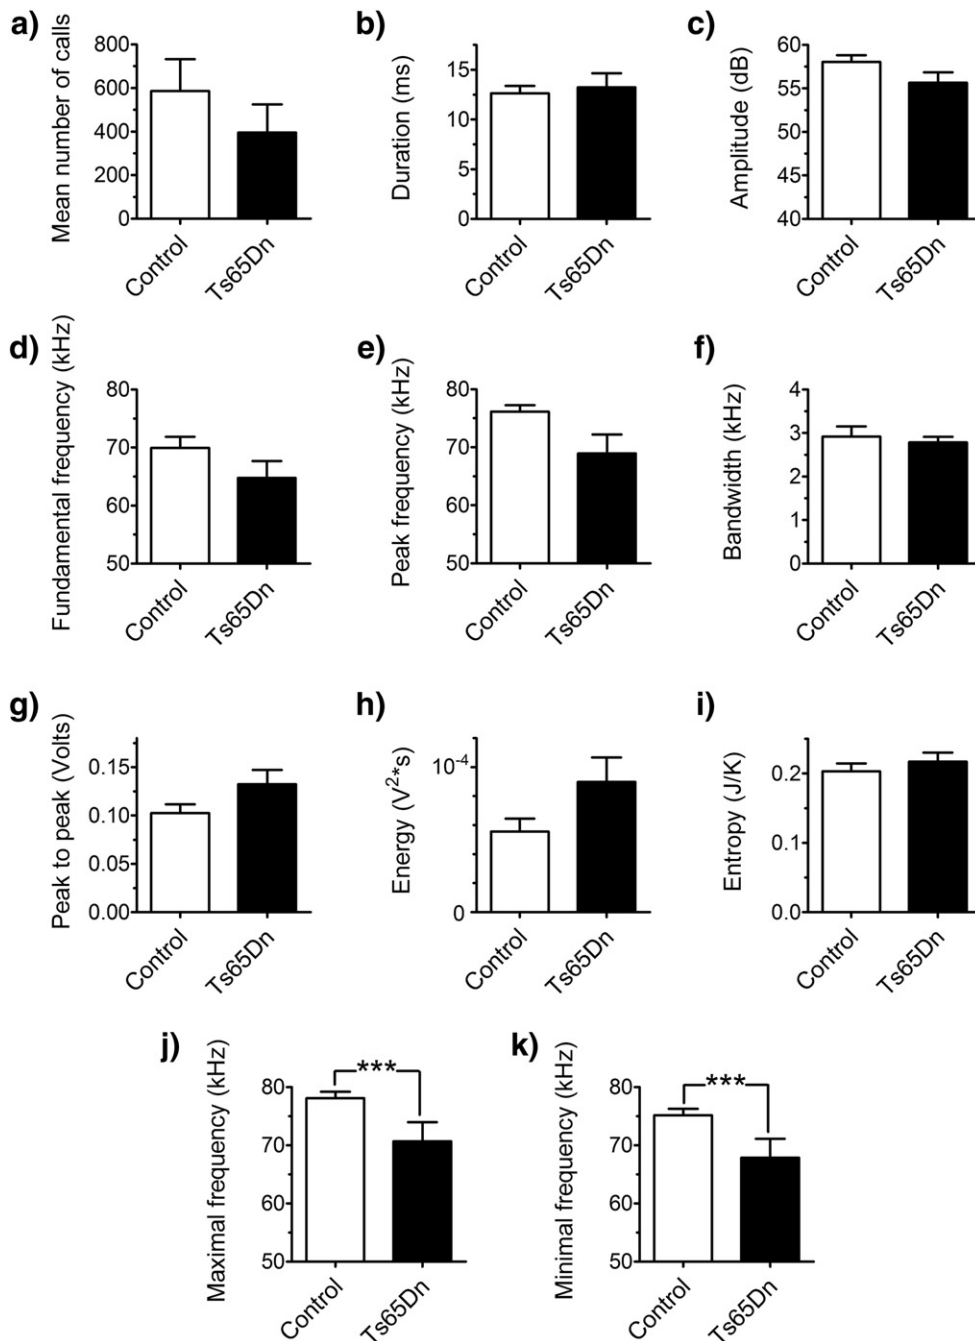 a)
Mean number of calls
800
600
400
200
0
Control
Ts65Dn
b)
Duration (ms)
15
10
5
0
Control
Ts65Dn
c)
Amplitude (dB)
60
55
50
45
40
Control
Ts65Dn
d)
Fundamental frequency (kHz)
80
70
60
50
Control
Ts65Dn
e)
Peak frequency (kHz)
80
70
60
50
Control
Ts65Dn
f)
Bandwidth (kHz)
4
3
2
1
0
Control
Ts65Dn
g)
Peak to peak (Volts)
0.15
0.10
0.05
0.00
Control
Ts65Dn
h)
Energy (V²*s)
10⁻⁴
0
Control
Ts65Dn
i)
Entropy (J/K)
0.2
0.1
0.0
Control
Ts65Dn
j)
Maximal frequency (kHz)
80
70
60
50
***
Control
Ts65Dn
k)
Minimal frequency (kHz)
80
70
60
50
***
Control
Ts65Dn